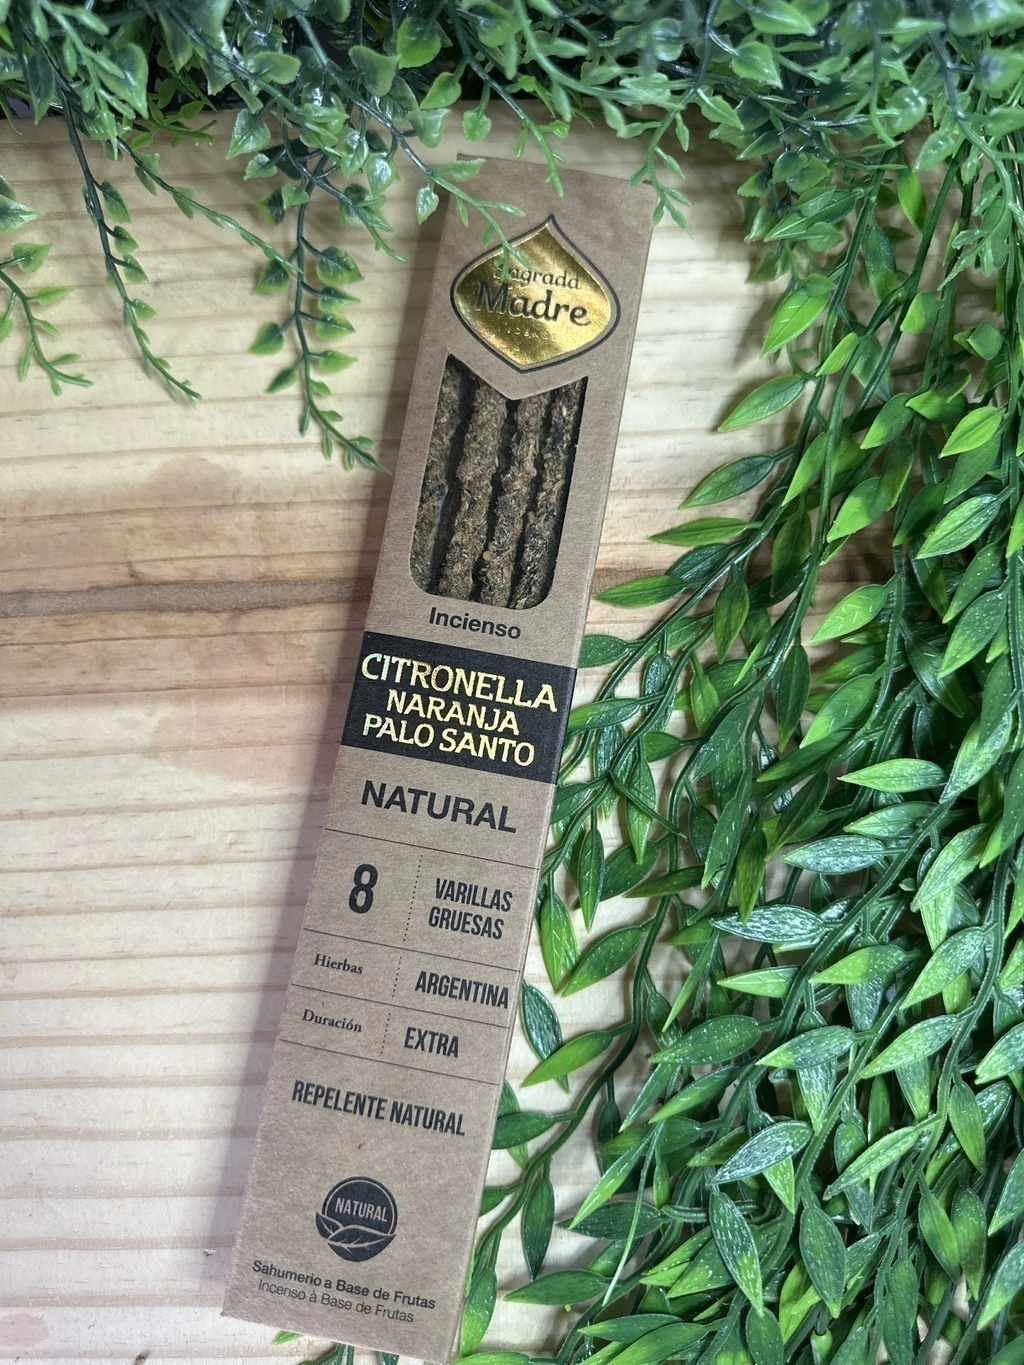 Sagrada
Madre
Incienso
CITRONELLA
NARANJA
PALO SANTO
NATURAL
8
VARILLAS
GRUESAS
Hierbas
ARGENTINA
Duración
EXTRA
REPELENTE NATURAL
NATURAL
Sahumerio a Base de Frutas
Incenso à Base de Frutas